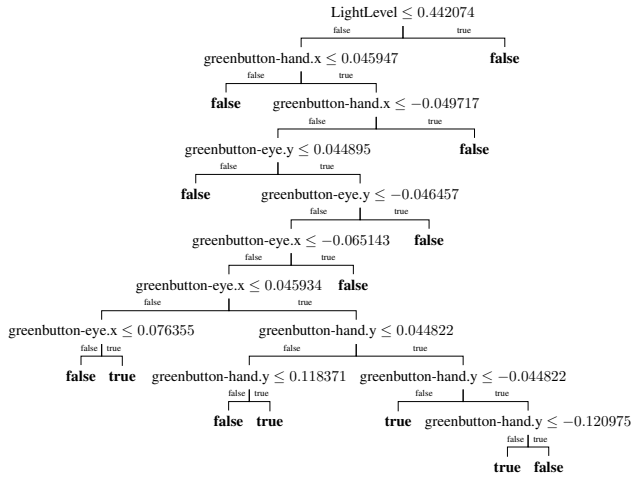 LightLevel ≤ 0.442074
false true
greenbutton-hand.x ≤ 0.045947 false
false true
false greenbutton-hand.x ≤ −0.049717
false true
greenbutton-eye.y ≤ 0.044895 false
false true
false greenbutton-eye.y ≤ −0.046457
false true
greenbutton-eye.x ≤ −0.065143 false
false true
greenbutton-eye.x ≤ 0.045934 false
false true
greenbutton-eye.x ≤ 0.076355 greenbutton-hand.y ≤ 0.044822
false true false true
false true greenbutton-hand.y ≤ 0.118371 greenbutton-hand.y ≤ −0.044822
false true false true
false true true greenbutton-hand.y ≤ −0.120975
false true
true false